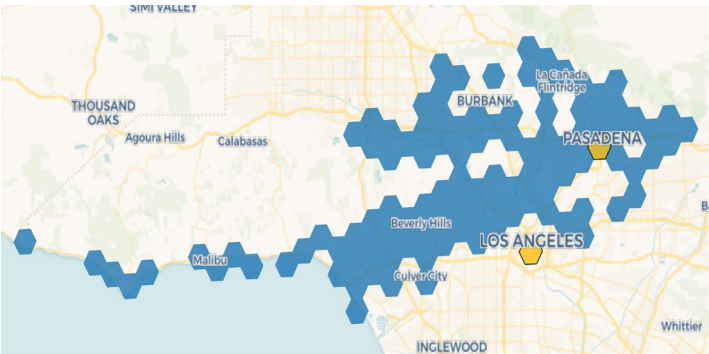 SIMI VALLEY
La Cañada
Flintridge
THOUSAND
OAKS
BURBANK
Agoura Hills
Calabasas
PASADENA
Beverly Hills
LOS ANGELES
Malibu
Culver City
Whittier
INGLEWOOD